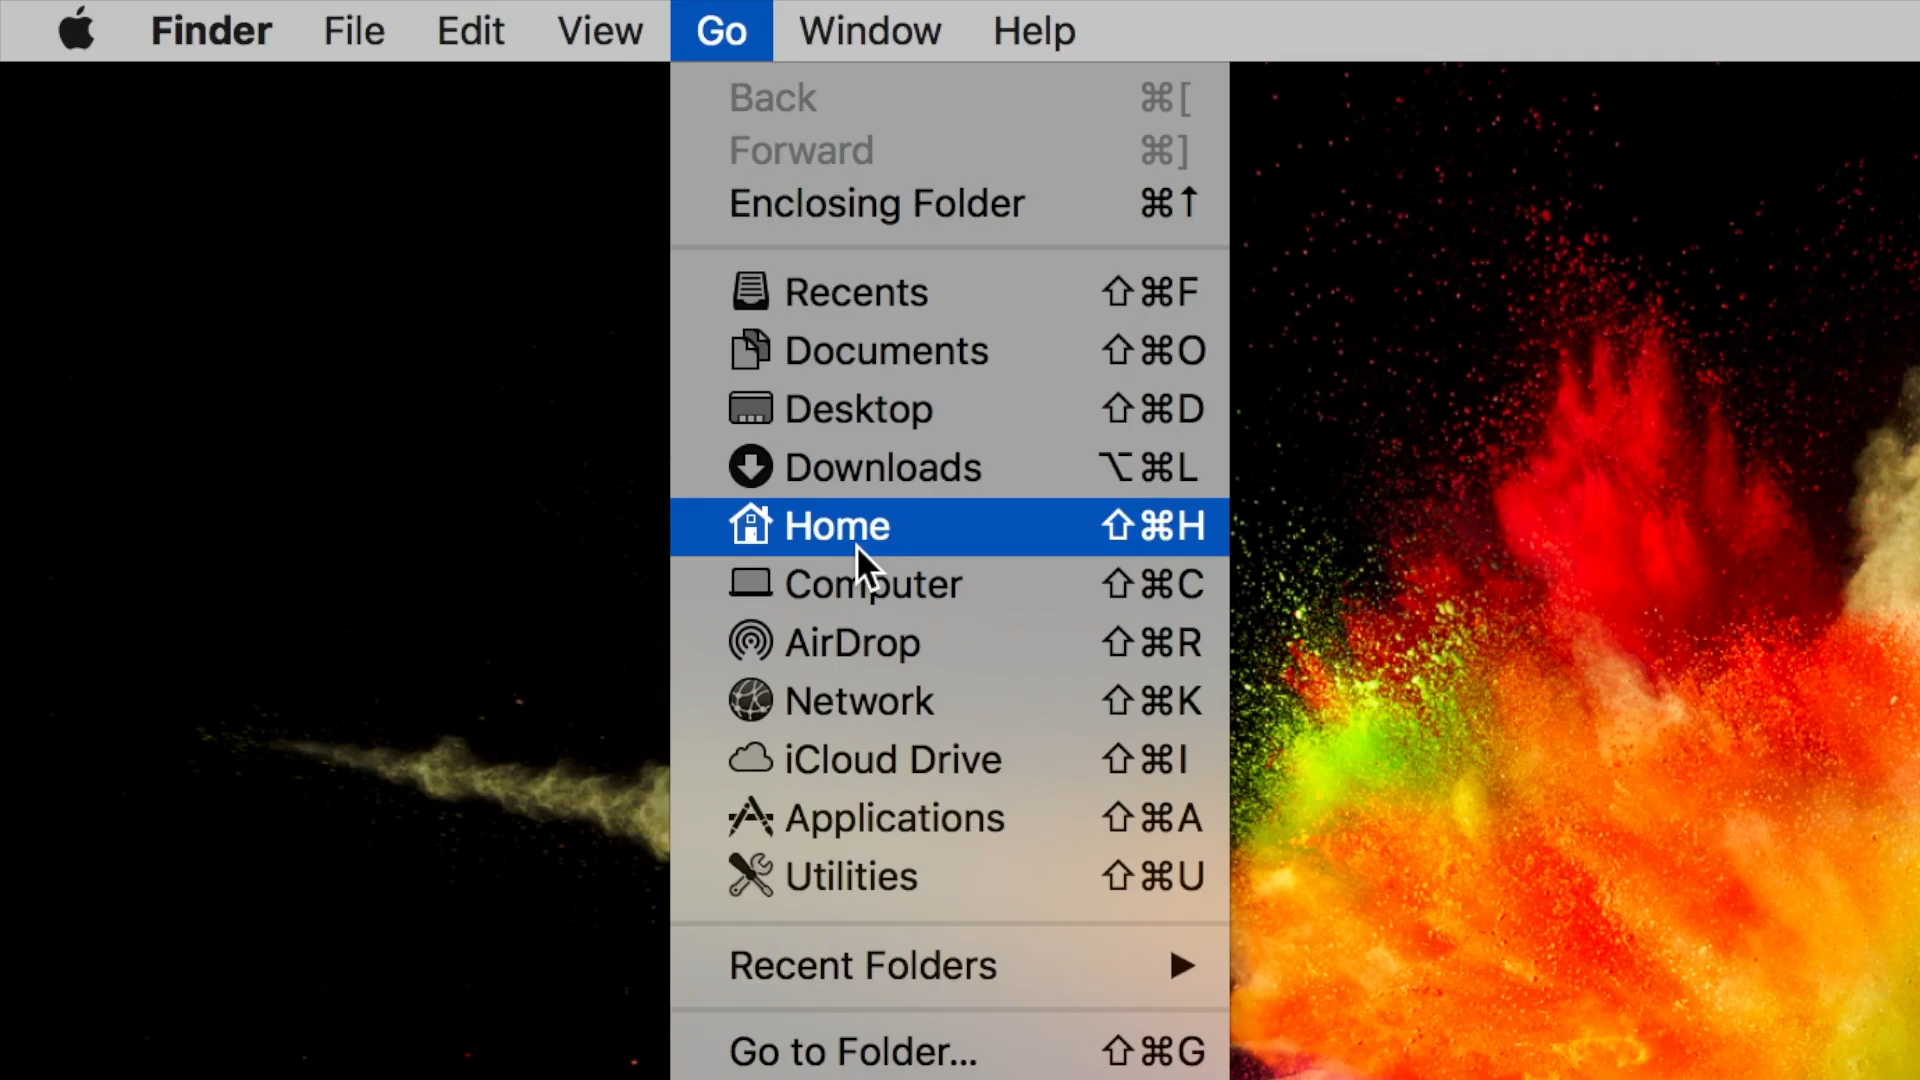 Finder File Edit View Go Window Help
Back ⌘[
Forward ⌘]
Enclosing Folder ⌘↑
Recents ⇧⌘F
Documents ⇧⌘O
Desktop ⇧⌘D
Downloads ⌥⌘L
Home ⇧⌘H
Computer ⇧⌘C
AirDrop ⇧⌘R
Network ⇧⌘K
iCloud Drive ⇧⌘I
Applications ⇧⌘A
Utilities ⇧⌘U
Recent Folders ▶
Go to Folder... ⇧⌘G